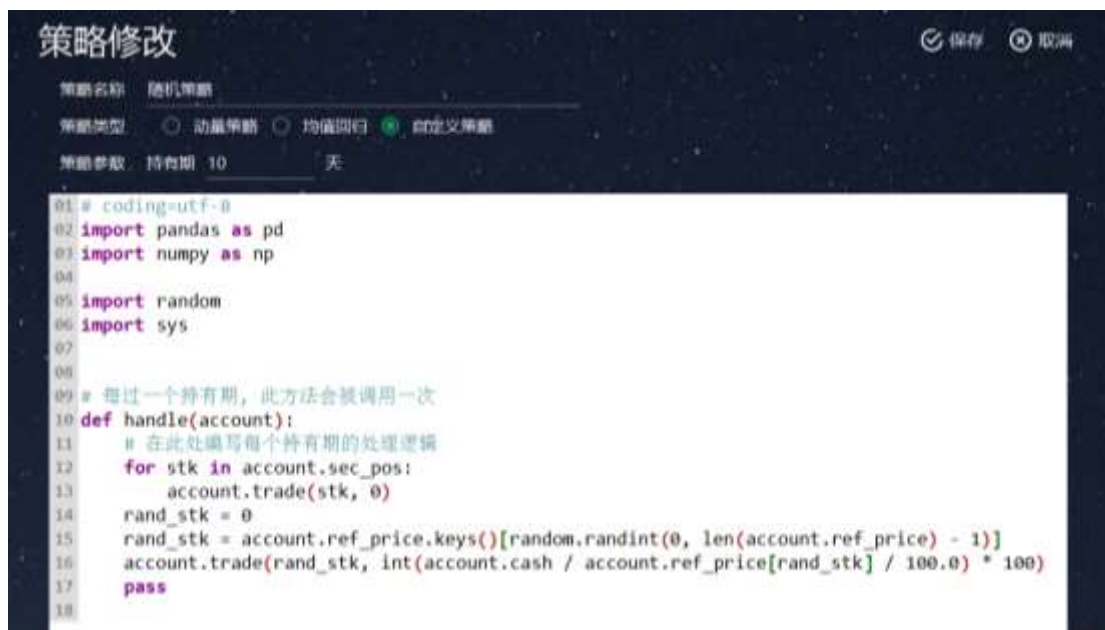 策略修改 保存 取消
策略名称 随机策略
策略类型 动量策略 均值回归 自定义策略
策略参数 持有期 10 天
01 # coding=utf-8
02 import pandas as pd
03 import numpy as np
04
05 import random
06 import sys
07
08
09 # 每过一个持有期, 此方法会被调用一次
10 def handle(account):
11     # 在此处编写每个持有期的处理逻辑
12     for stk in account.sec_pos:
13         account.trade(stk, 0)
14     rand_stk = 0
15     rand_stk = account.ref_price.keys()[random.randint(0, len(account.ref_price) - 1)]
16     account.trade(rand_stk, int(account.cash / account.ref_price[rand_stk] / 100.0) * 100)
17     pass
18